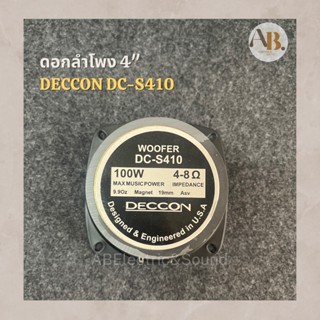 AB.
ดอกลำโพง 4"
DECCON DC-S410
WOOFER
DC-S410
100W 4-8 Ω
MAX MUSIC POWER IMPEDANCE
9.9Oz Magnet 19mm Asv
DECCON
Designed & Engineered in U.S.A
ABElectric&Sound